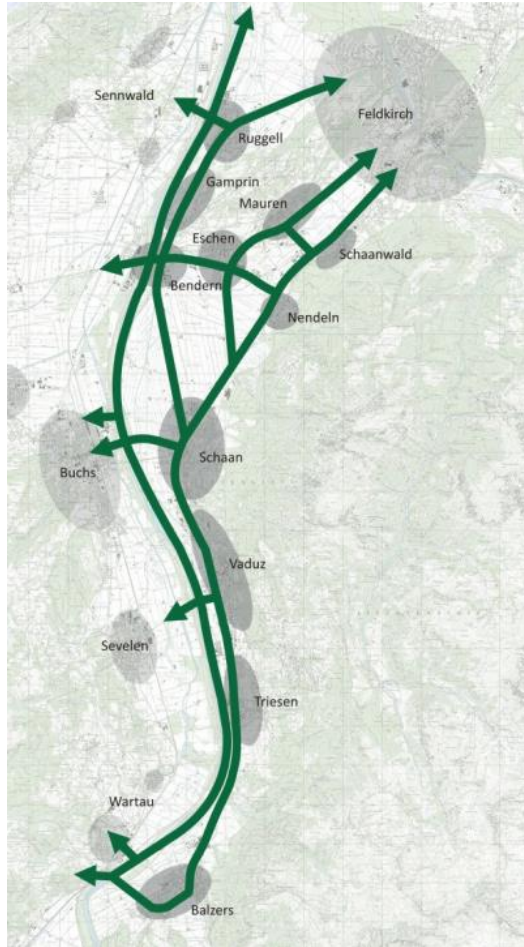 Sennwald
Feldkirch
Ruggell
Gamprin
Mauren
Eschen
Schaanwald
Bendern
Nendeln
Schaan
Buchs
Vaduz
Sevelen
Triesen
Wartau
Balzers